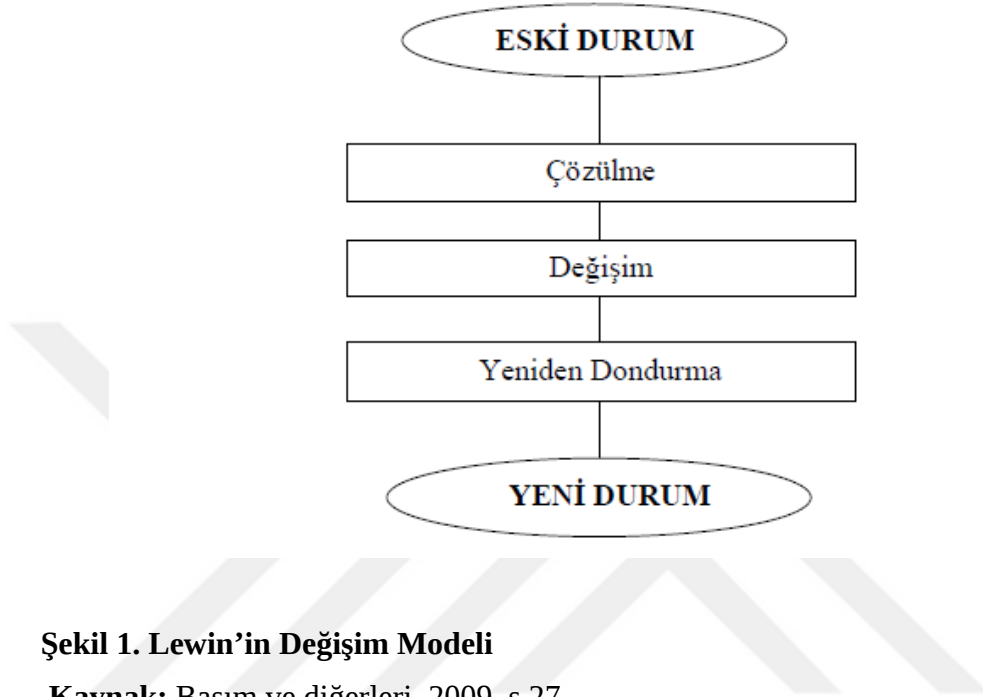 ESKİ DURUM
Çözülme
Değişim
Yeniden Dondurma
YENİ DURUM
Şekil 1. Lewin’in Değişim Modeli
Kaynak: Basım ve diğerleri, 2009, s.27